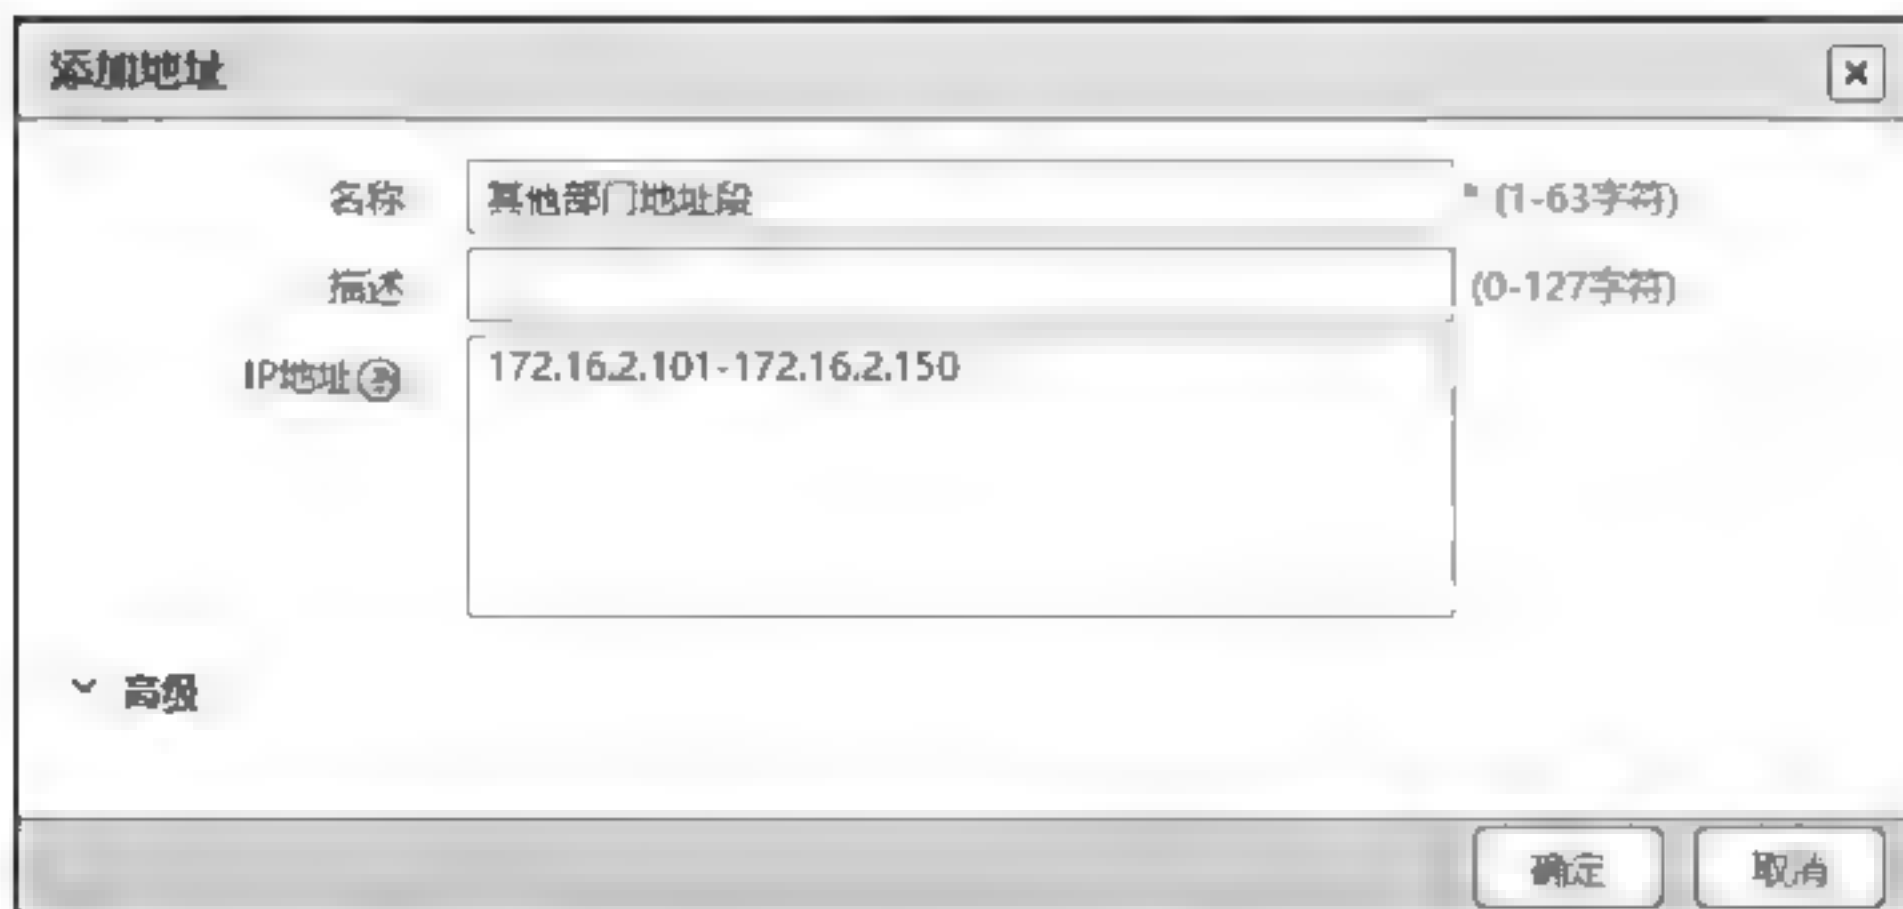 添加地址
名称 其他部门地址段 * (1-63字符)
描述 (0-127字符)
IP地址 172.16.2.101-172.16.2.150
高级
确定 取消